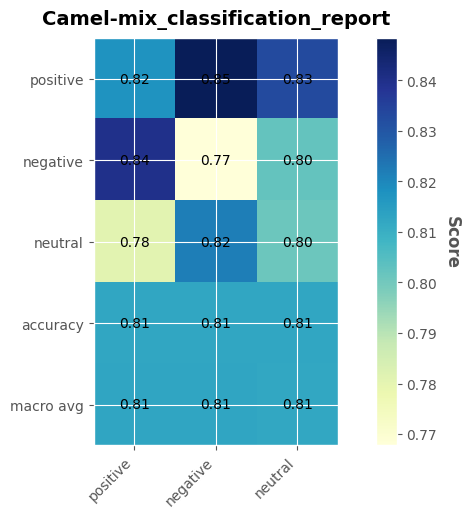 Camel-mix_classification_report
positive 0.82 0.85 0.83
negative 0.84 0.77 0.80
neutral 0.78 0.82 0.80
accuracy 0.81 0.81 0.81
macro avg 0.81 0.81 0.81
positive negative neutral
0.84
0.83
0.82
0.81
0.80
0.79
0.78
0.77
Score